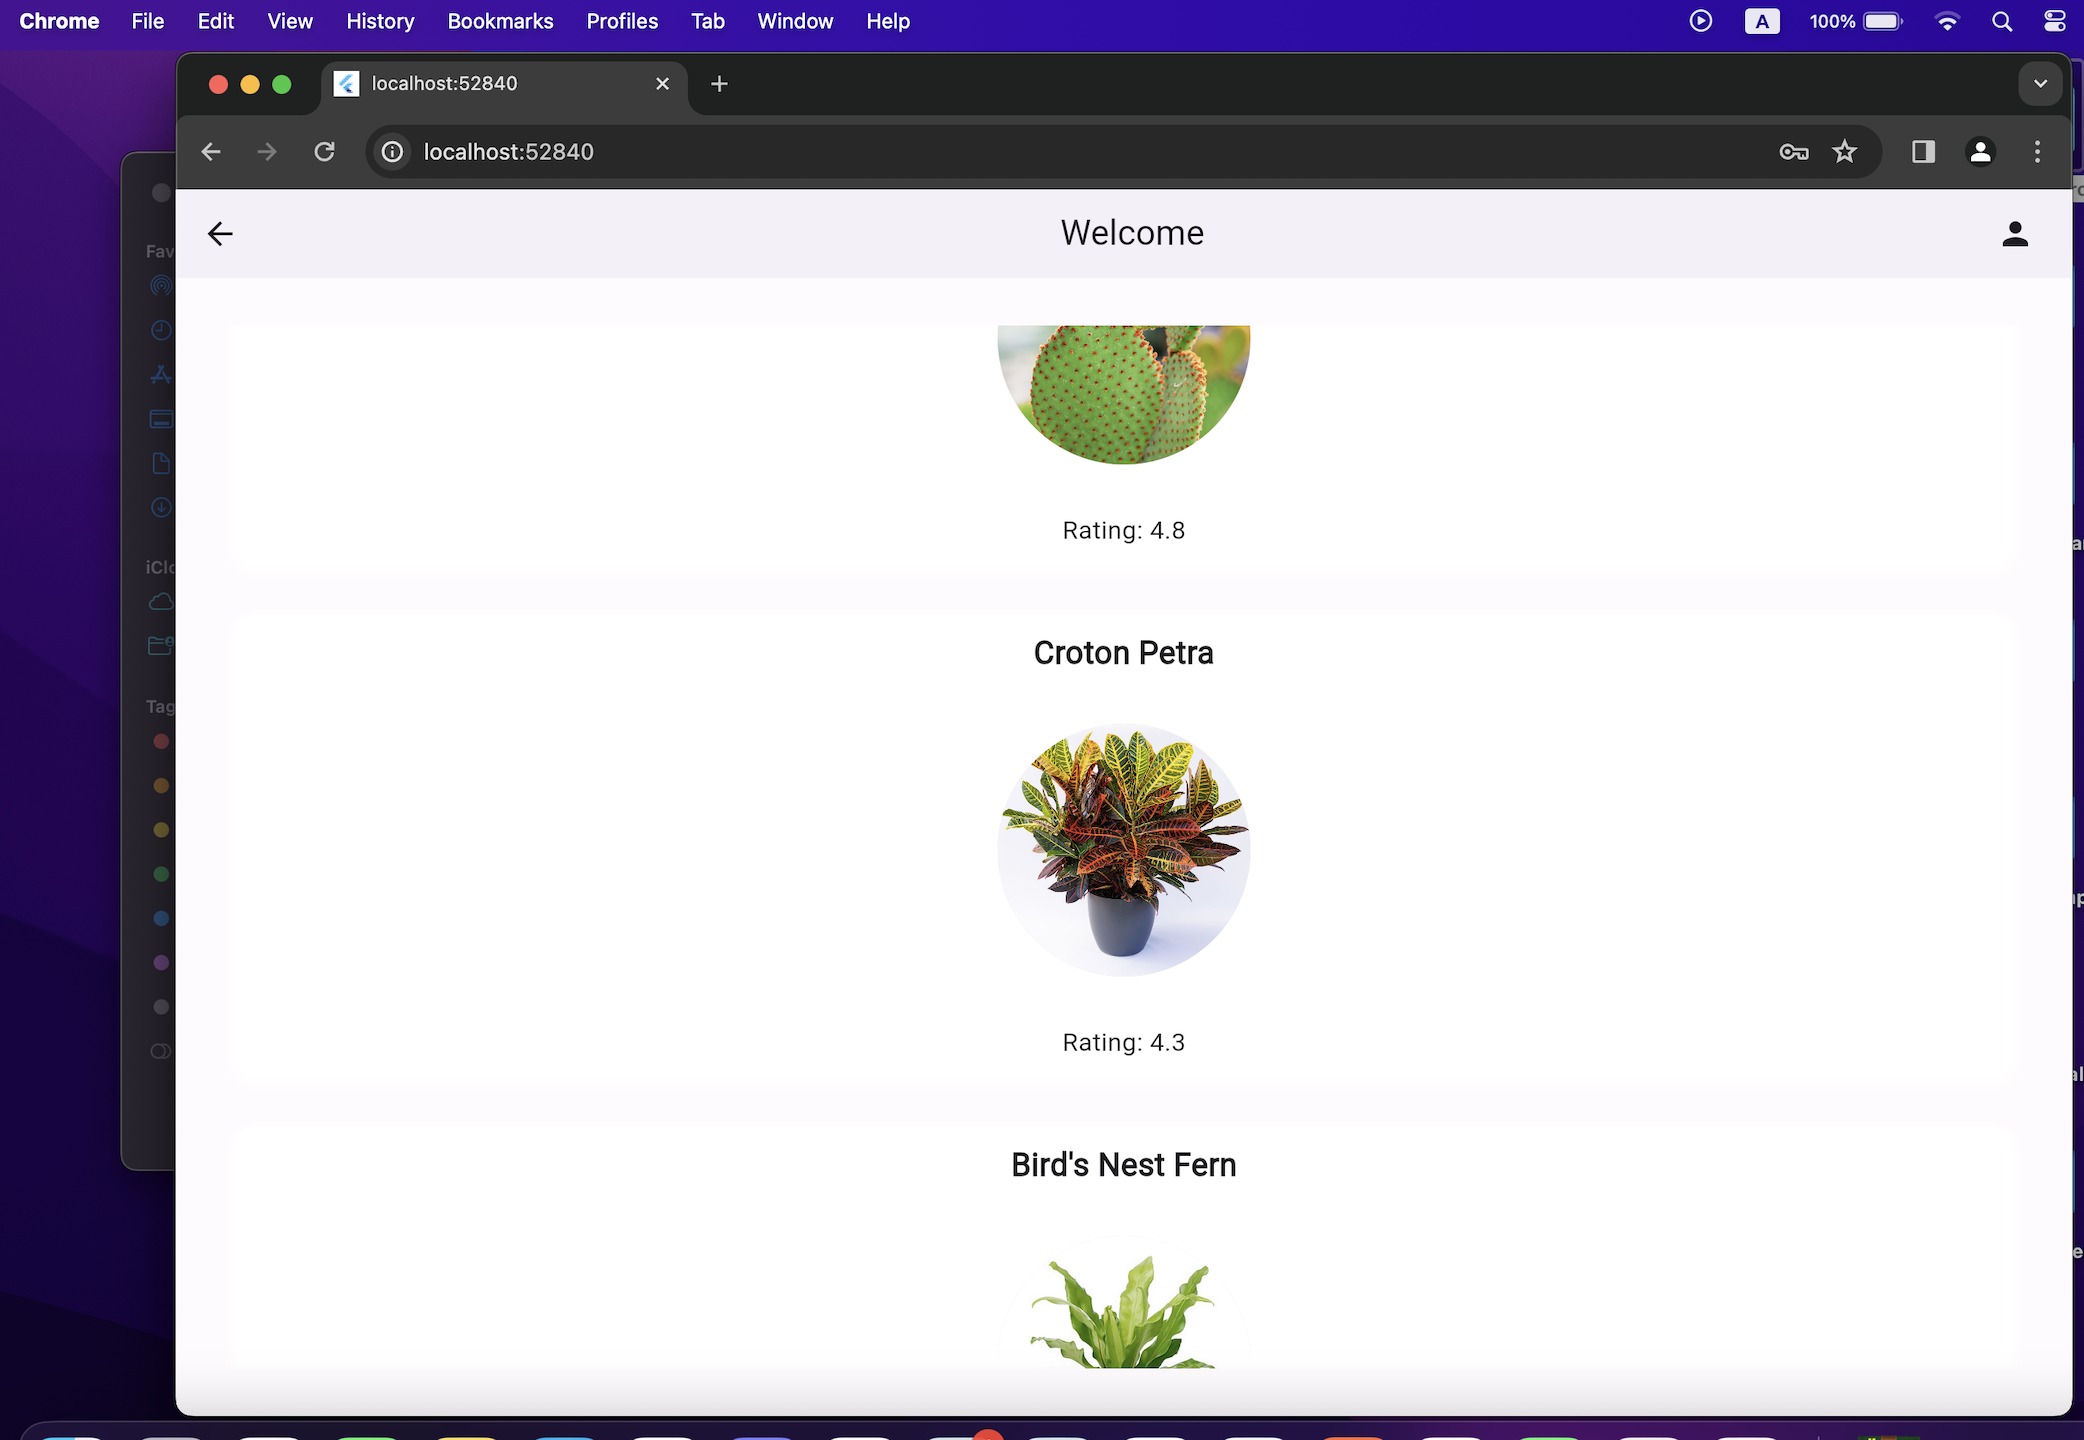 Chrome File Edit View History Bookmarks Profiles Tab Window Help A 100%
localhost:52840
localhost:52840
Welcome
Fav
Rating: 4.8
iClo
Croton Petra
Tag
Rating: 4.3
Bird's Nest Fern